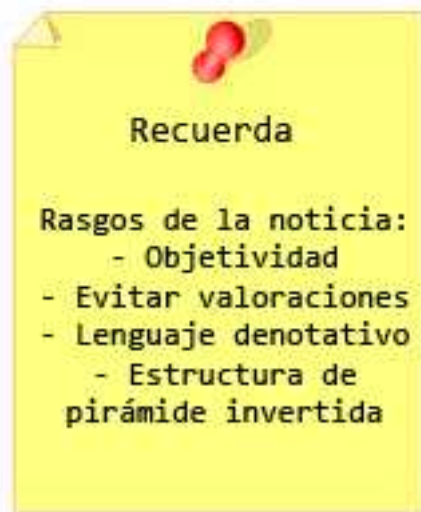 Recuerda
Rasgos de la noticia:
- Objetividad
- Evitar valoraciones
- Lenguaje denotativo
- Estructura de
pirámide invertida